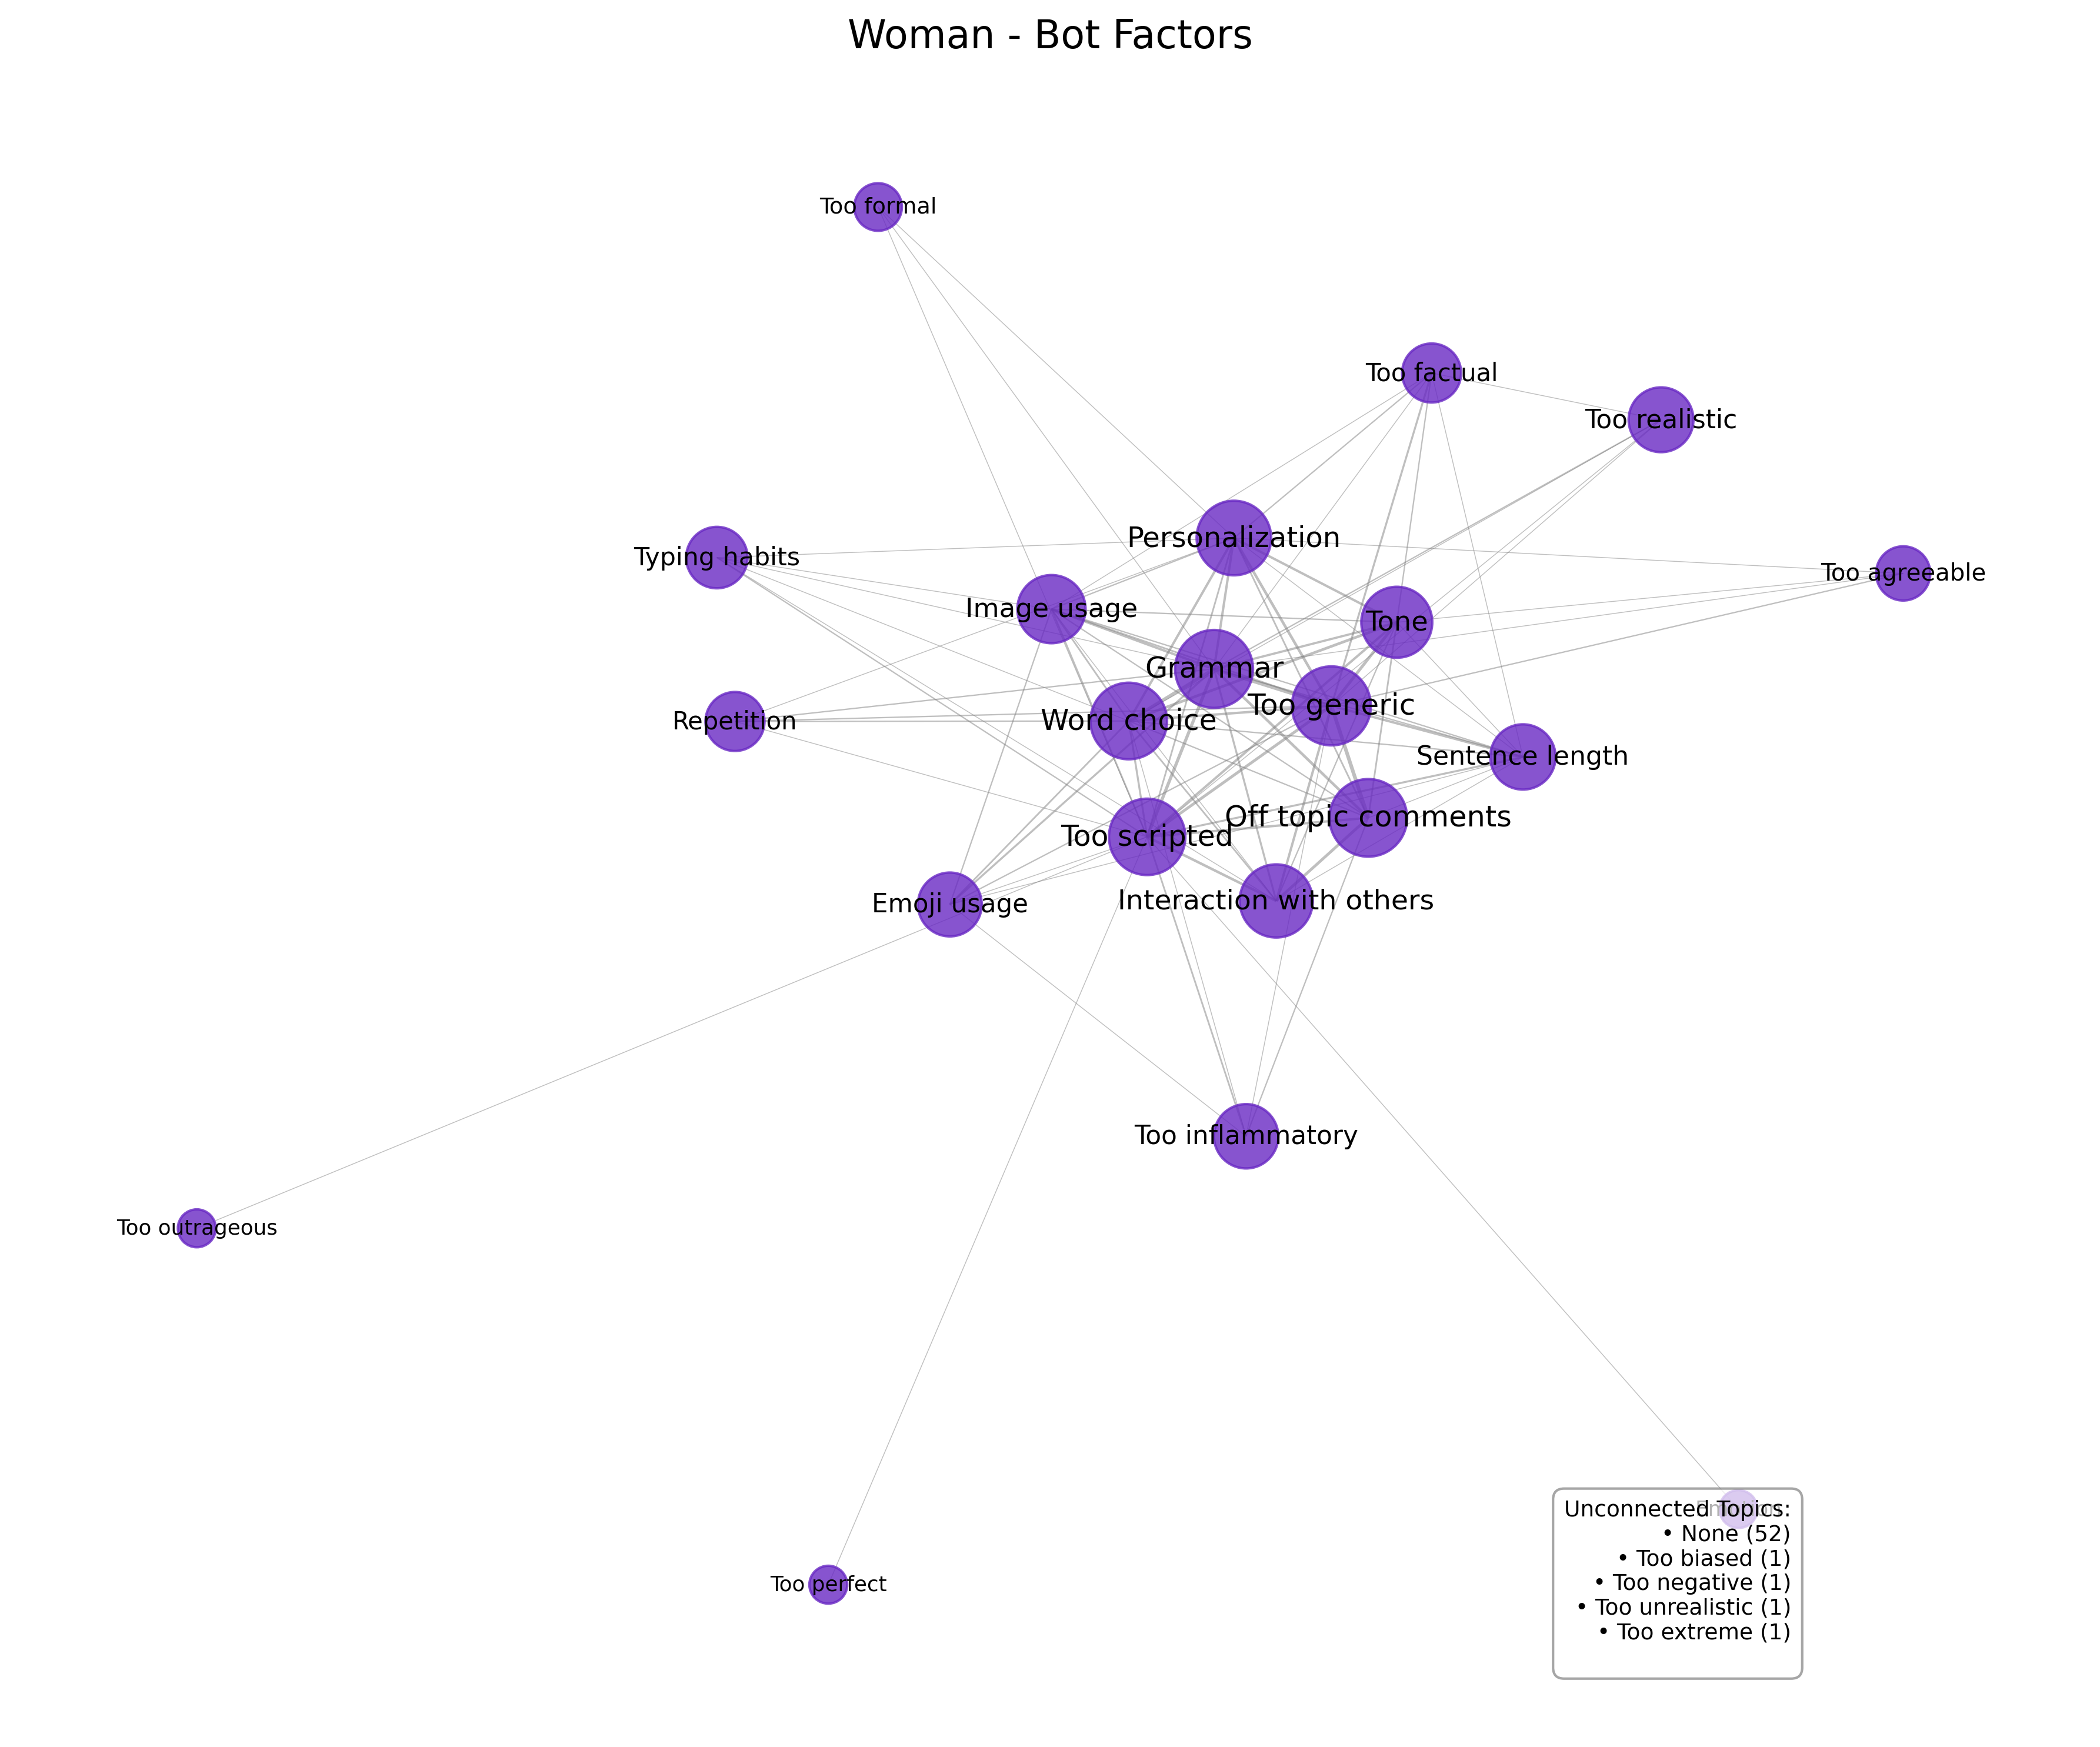 Woman - Bot Factors
Too formal
Too factual
Too realistic
Personalization
Typing habits
Too agreeable
Image usage
Tone
Grammar
Too generic
Word choice
Repetition
Sentence length
Off topic comments
Too scripted
Interaction with others
Emoji usage
Too inflammatory
Too outrageous
Unconnected Topics:
• None (52)
• Too biased (1)
• Too negative (1)
• Too unrealistic (1)
• Too extreme (1)
Too perfect